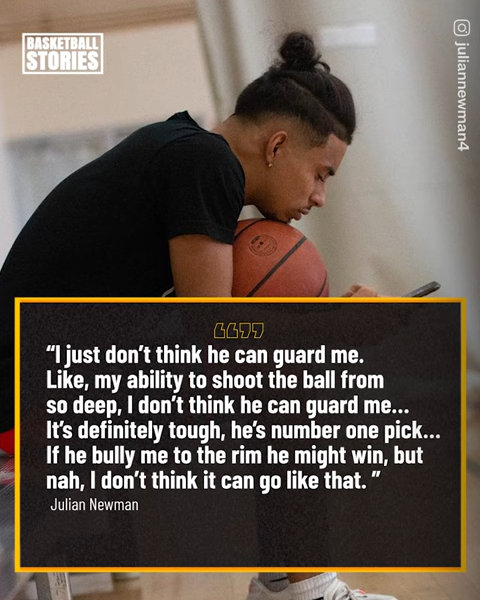 BASKETBALL
STORIES
juliannewman4
“I just don’t think he can guard me.
Like, my ability to shoot the ball from
so deep, I don’t think he can guard me...
It’s definitely tough, he’s number one pick...
If he bully me to the rim he might win, but
nah, I don’t think it can go like that. ”
Julian Newman